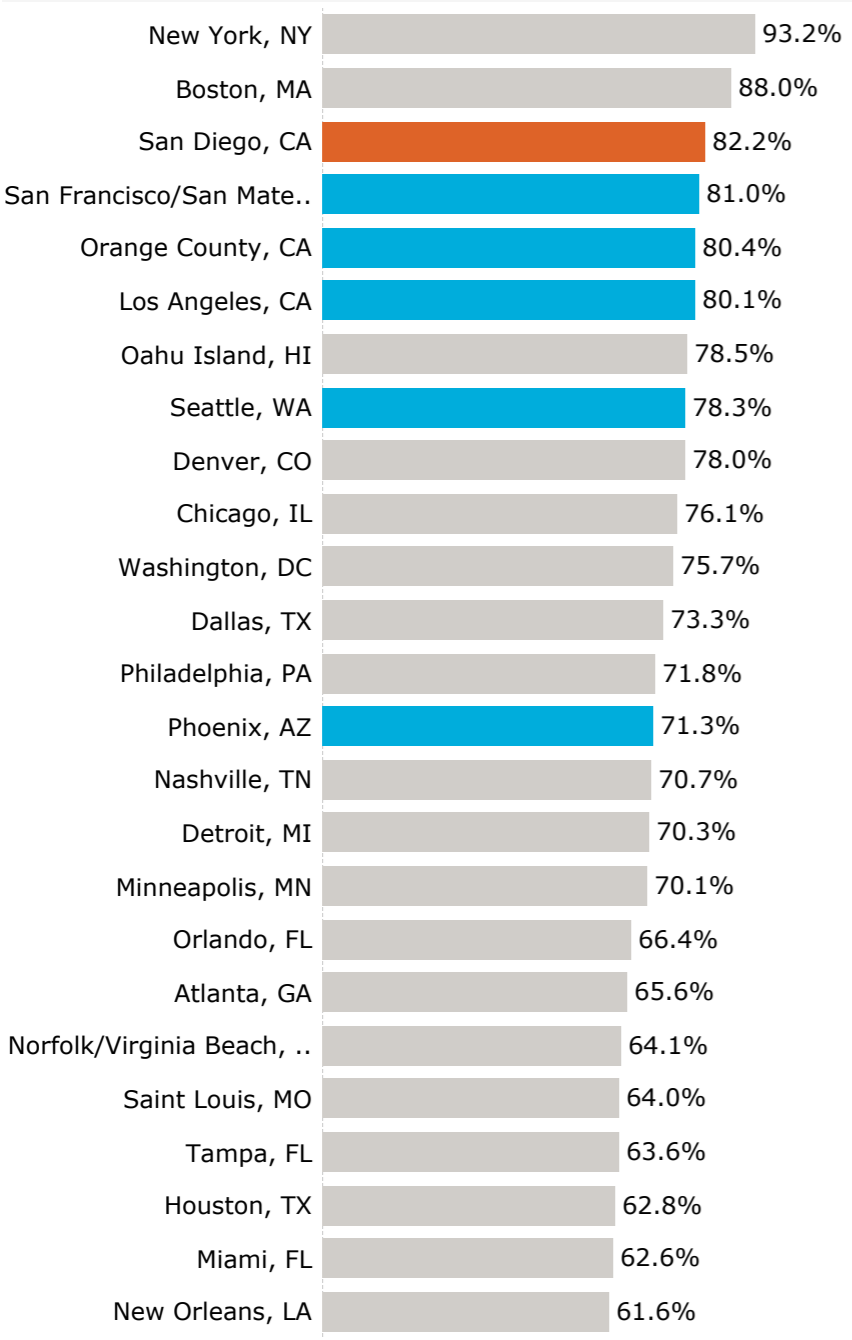 New York, NY 93.2%
Boston, MA 88.0%
San Diego, CA 82.2%
San Francisco/San Mate.. 81.0%
Orange County, CA 80.4%
Los Angeles, CA 80.1%
Oahu Island, HI 78.5%
Seattle, WA 78.3%
Denver, CO 78.0%
Chicago, IL 76.1%
Washington, DC 75.7%
Dallas, TX 73.3%
Philadelphia, PA 71.8%
Phoenix, AZ 71.3%
Nashville, TN 70.7%
Detroit, MI 70.3%
Minneapolis, MN 70.1%
Orlando, FL 66.4%
Atlanta, GA 65.6%
Norfolk/Virginia Beach, .. 64.1%
Saint Louis, MO 64.0%
Tampa, FL 63.6%
Houston, TX 62.8%
Miami, FL 62.6%
New Orleans, LA 61.6%